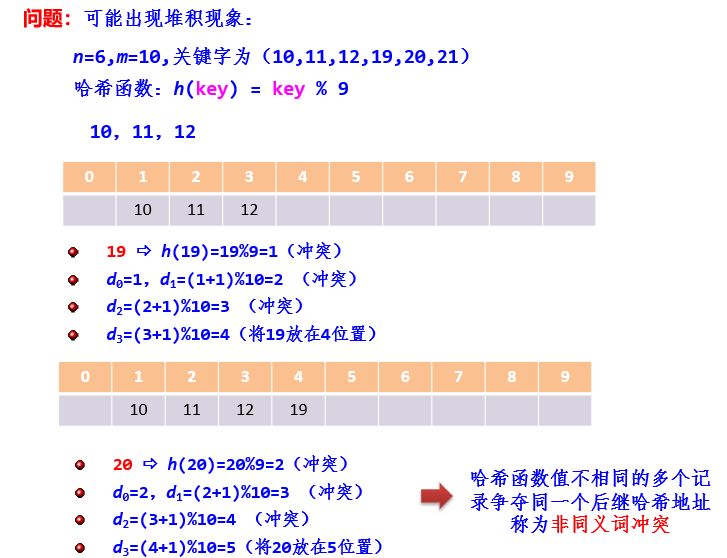 问题：可能出现堆积现象：
n=6,m=10,关键字为（10,11,12,19,20,21）
哈希函数：h(key) = key % 9
10，11，12
0 1 2 3 4 5 6 7 8 9
10 11 12
19 ⇨ h(19)=19%9=1（冲突）
d₀=1，d₁=(1+1)%10=2 （冲突）
d₂=(2+1)%10=3 （冲突）
d₃=(3+1)%10=4（将19放在4位置）
0 1 2 3 4 5 6 7 8 9
10 11 12 19
20 ⇨ h(20)=20%9=2（冲突）
d₀=2，d₁=(2+1)%10=3 （冲突）
d₂=(3+1)%10=4 （冲突）
d₃=(4+1)%10=5（将20放在5位置）
哈希函数值不相同的多个记
录争夺同一个后继哈希地址
称为非同义词冲突